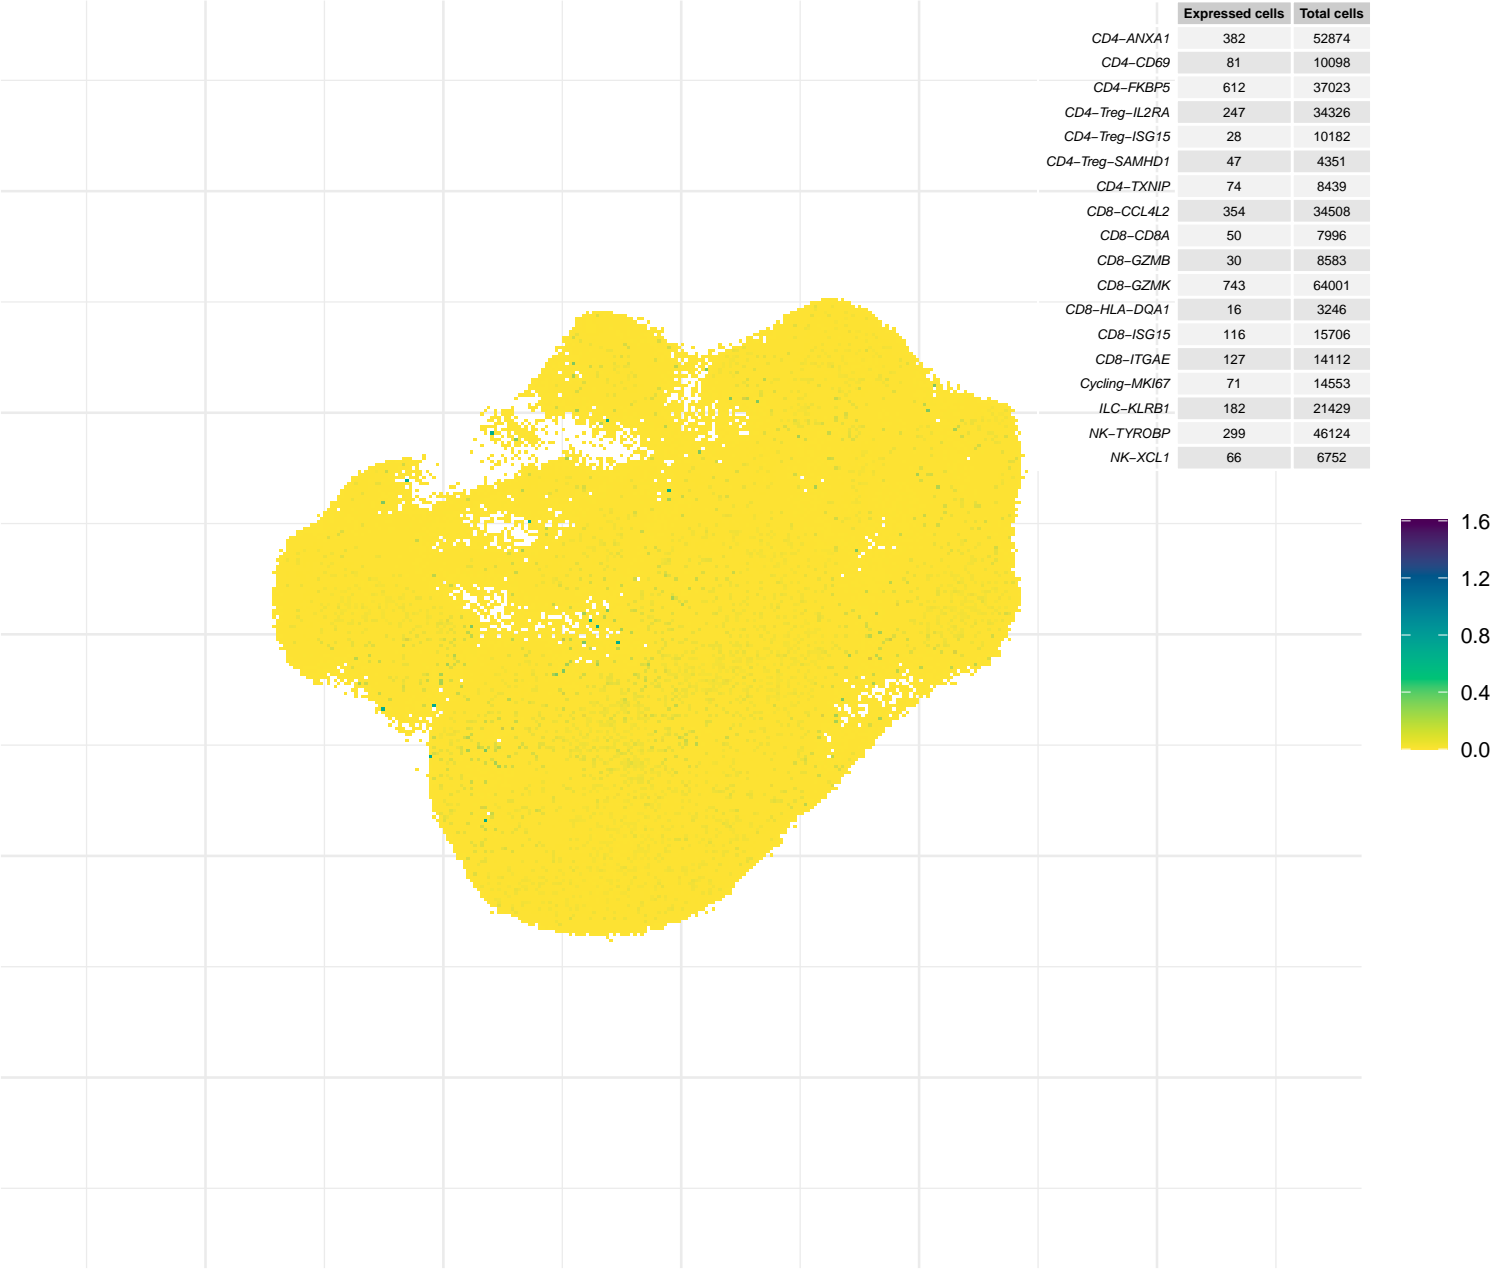 Expressed cells Total cells
CD4−ANXA1 382 52874
CD4−CD69 81 10098
CD4−FKBP5 612 37023
CD4−Treg−IL2RA 247 34326
CD4−Treg−ISG15 28 10182
CD4−Treg−SAMHD1 47 4351
CD4−TXNIP 74 8439
CD8−CCL4L2 354 34508
CD8−CD8A 50 7996
CD8−GZMB 30 8583
CD8−GZMK 743 64001
CD8−HLA−DQA1 16 3246
CD8−ISG15 116 15706
CD8−ITGAE 127 14112
Cycling−MKI67 71 14553
ILC−KLRB1 182 21429
NK−TYROBP 299 46124
NK−XCL1 66 6752
1.6
1.2
0.8
0.4
0.0